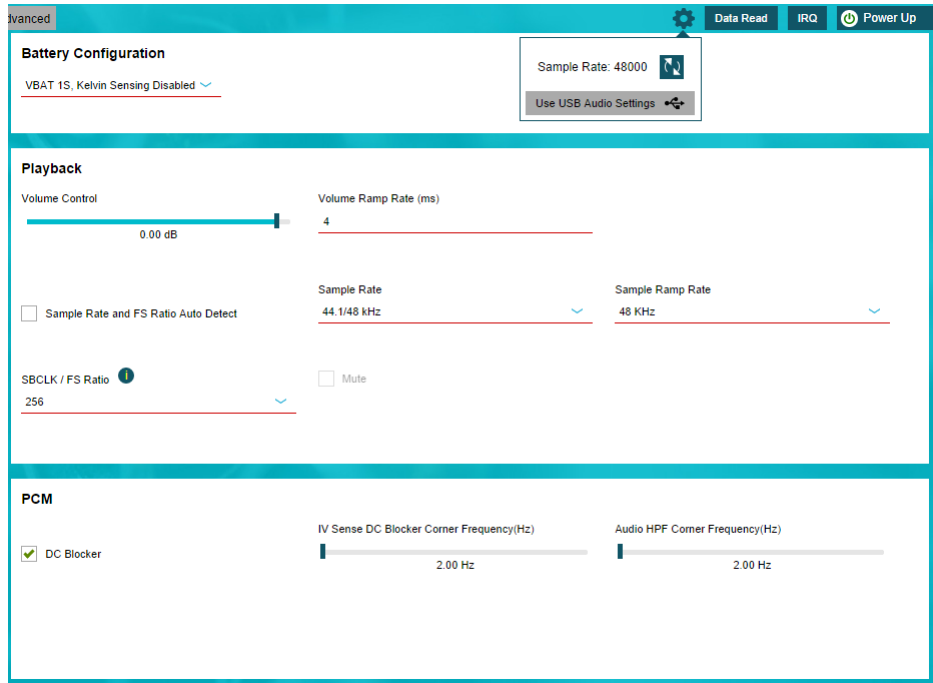 dvanced
Data Read
IRQ
Power Up
Sample Rate: 48000
Use USB Audio Settings
Battery Configuration
VBAT 1S, Kelvin Sensing Disabled
Playback
Volume Control
Volume Ramp Rate (ms)
4
0.00 dB
Sample Rate
Sample Ramp Rate
Sample Rate and FS Ratio Auto Detect
44.1/48 kHz
48 KHz
SBCLK / FS Ratio
i
Mute
256
PCM
IV Sense DC Blocker Corner Frequency(Hz)
Audio HPF Corner Frequency(Hz)
DC Blocker
2.00 Hz
2.00 Hz